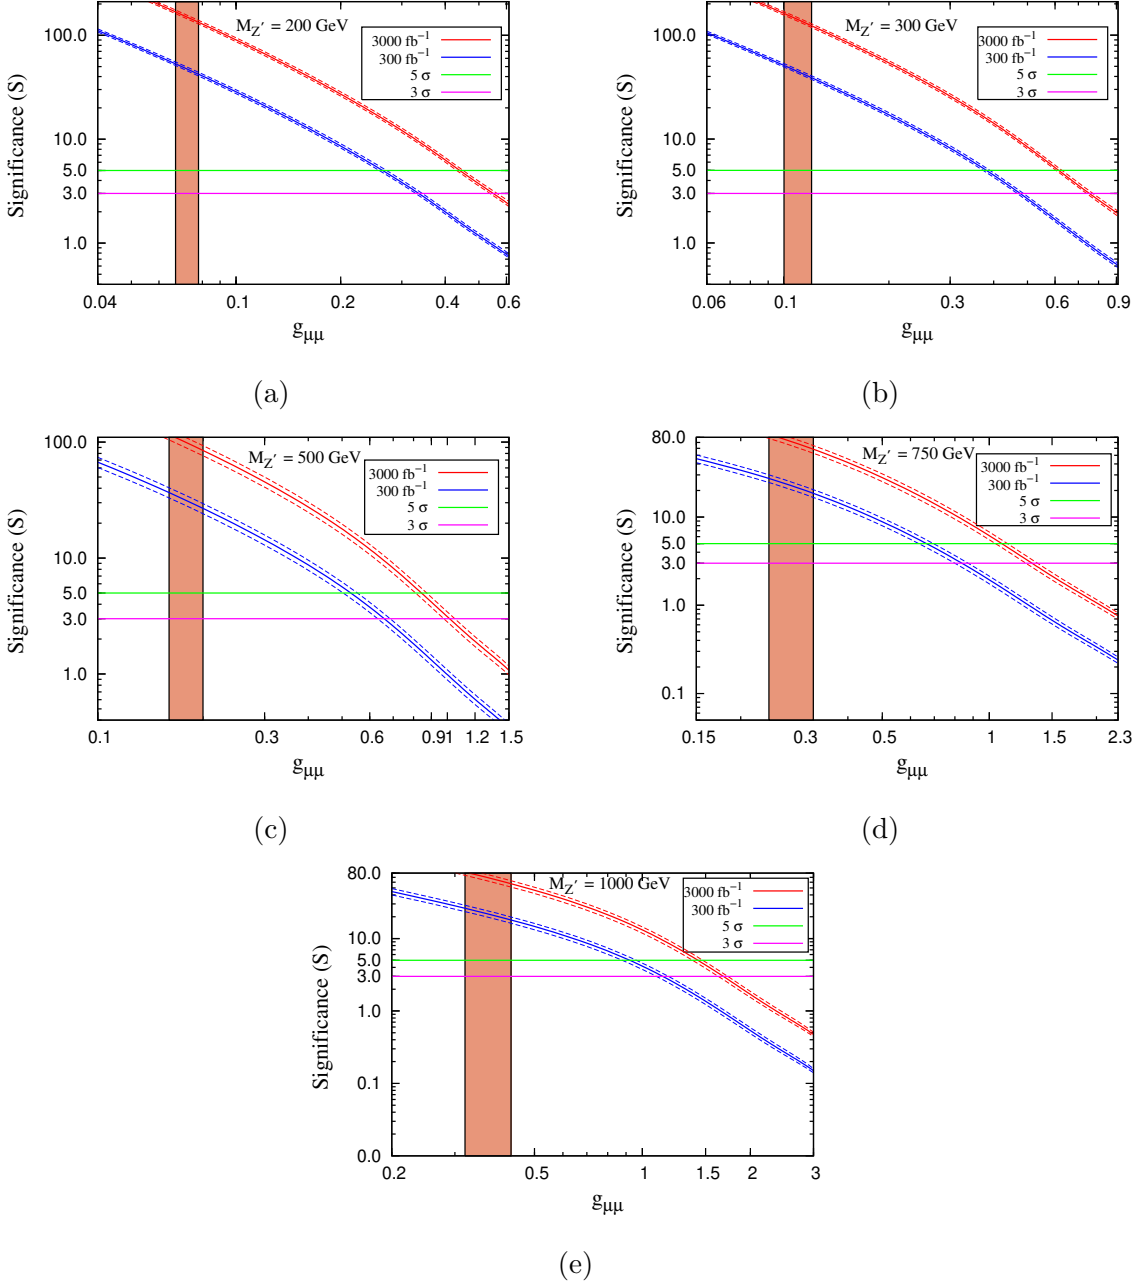 M_Z′ = 200 GeV
3000 fb⁻¹
300 fb⁻¹
5 σ
3 σ
Significance (S)
100.0
10.0
5.0
3.0
1.0
0.04 0.1 0.2 0.4 0.6
g_μμ
(a)
M_Z′ = 300 GeV
3000 fb⁻¹
300 fb⁻¹
5 σ
3 σ
Significance (S)
100.0
10.0
5.0
3.0
1.0
0.06 0.1 0.3 0.6 0.9
g_μμ
(b)
M_Z′ = 500 GeV
3000 fb⁻¹
300 fb⁻¹
5 σ
3 σ
Significance (S)
100.0
10.0
5.0
3.0
1.0
0.1 0.3 0.6 0.91 1.2 1.5
g_μμ
(c)
M_Z′ = 750 GeV
3000 fb⁻¹
300 fb⁻¹
5 σ
3 σ
Significance (S)
80.0
10.0
5.0
3.0
1.0
0.1
0.15 0.3 0.5 1 1.5 2.3
g_μμ
(d)
M_Z′ = 1000 GeV
3000 fb⁻¹
300 fb⁻¹
5 σ
3 σ
Significance (S)
80.0
10.0
5.0
3.0
1.0
0.1
0.0
0.2 0.5 1 1.5 2 3
g_μμ
(e)